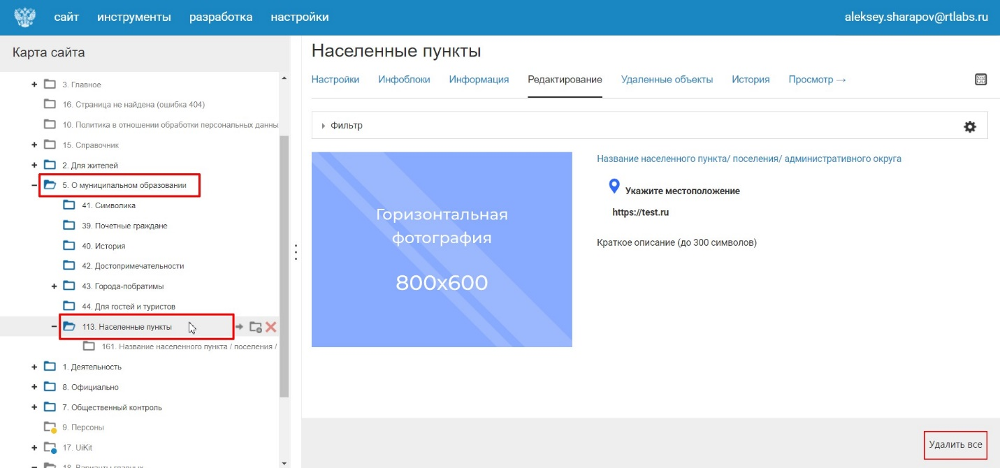 сайт инструменты разработка настройки aleksey.sharapov@rtlabs.ru
Карта сайта
3. Главное
16. Страница не найдена (ошибка 404)
10. Политика в отношении обработки персональных данны
15. Справочник
2. Для жителей
5. О муниципальном образовании
41. Символика
39. Почетные граждане
40. История
42. Достопримечательности
43. Города-побратимы
44. Для гостей и туристов
113. Населенные пункты
161. Название населенного пункта / поселения /
1. Деятельность
8. Официально
7. Общественный контроль
9. Персоны
17. UiKit
18. Варианты главных
Населенные пункты
Настройки Инфоблоки Информация Редактирование Удаленные объекты История Просмотр →
Фильтр
Горизонтальная
фотография
800x600
Название населенного пункта/ поселения/ административного округа
Укажите местоположение
https://test.ru
Краткое описание (до 300 символов)
Удалить все